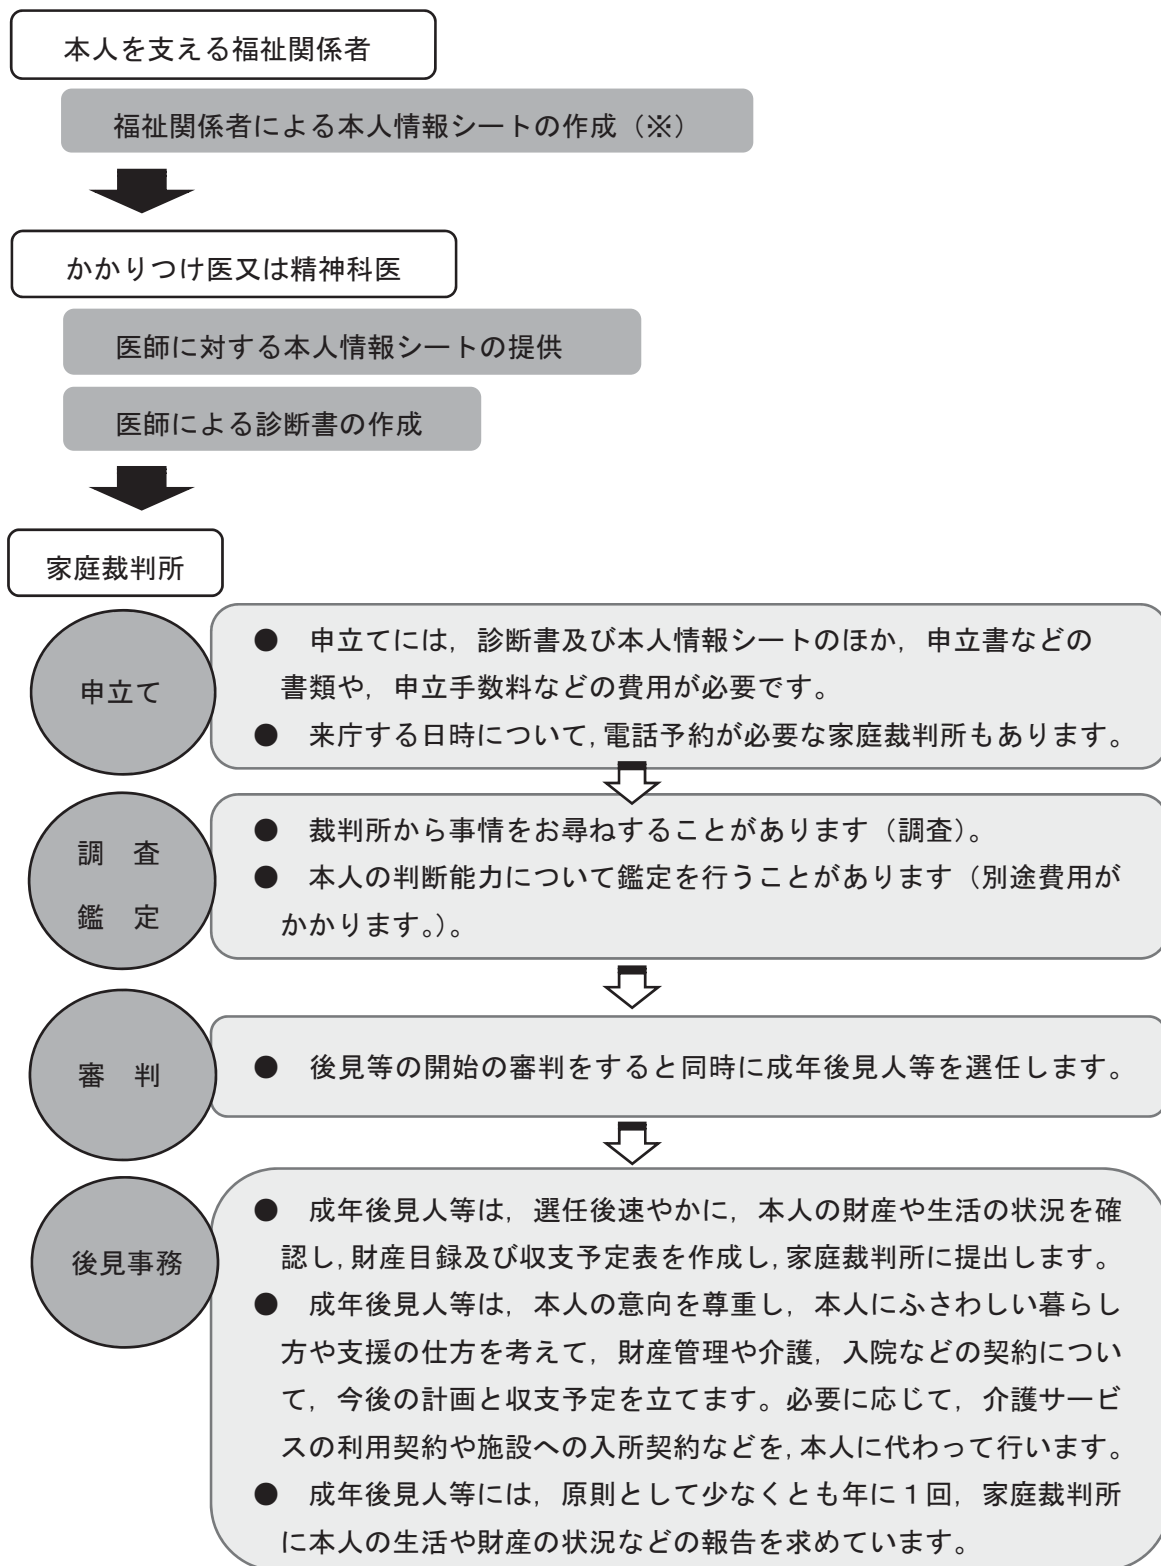 本人を支える福祉関係者
福祉関係者による本人情報シートの作成（※）
かかりつけ医又は精神科医
医師に対する本人情報シートの提供
医師による診断書の作成
家庭裁判所
申立て
●　申立てには，診断書及び本人情報シートのほか，申立書などの
書類や，申立手数料などの費用が必要です。
●　来庁する日時について，電話予約が必要な家庭裁判所もあります。
調　査
鑑　定
●　裁判所から事情をお尋ねすることがあります（調査）。
●　本人の判断能力について鑑定を行うことがあります（別途費用が
かかります。）。
審　判
●　後見等の開始の審判をすると同時に成年後見人等を選任します。
後見事務
●　成年後見人等は，選任後速やかに，本人の財産や生活の状況を確
認し，財産目録及び収支予定表を作成し，家庭裁判所に提出します。
●　成年後見人等は，本人の意向を尊重し，本人にふさわしい暮らし
方や支援の仕方を考えて，財産管理や介護，入院などの契約につい
て，今後の計画と収支予定を立てます。必要に応じて，介護サービ
スの利用契約や施設への入所契約などを，本人に代わって行います。
●　成年後見人等には，原則として少なくとも年に１回，家庭裁判所
に本人の生活や財産の状況などの報告を求めています。